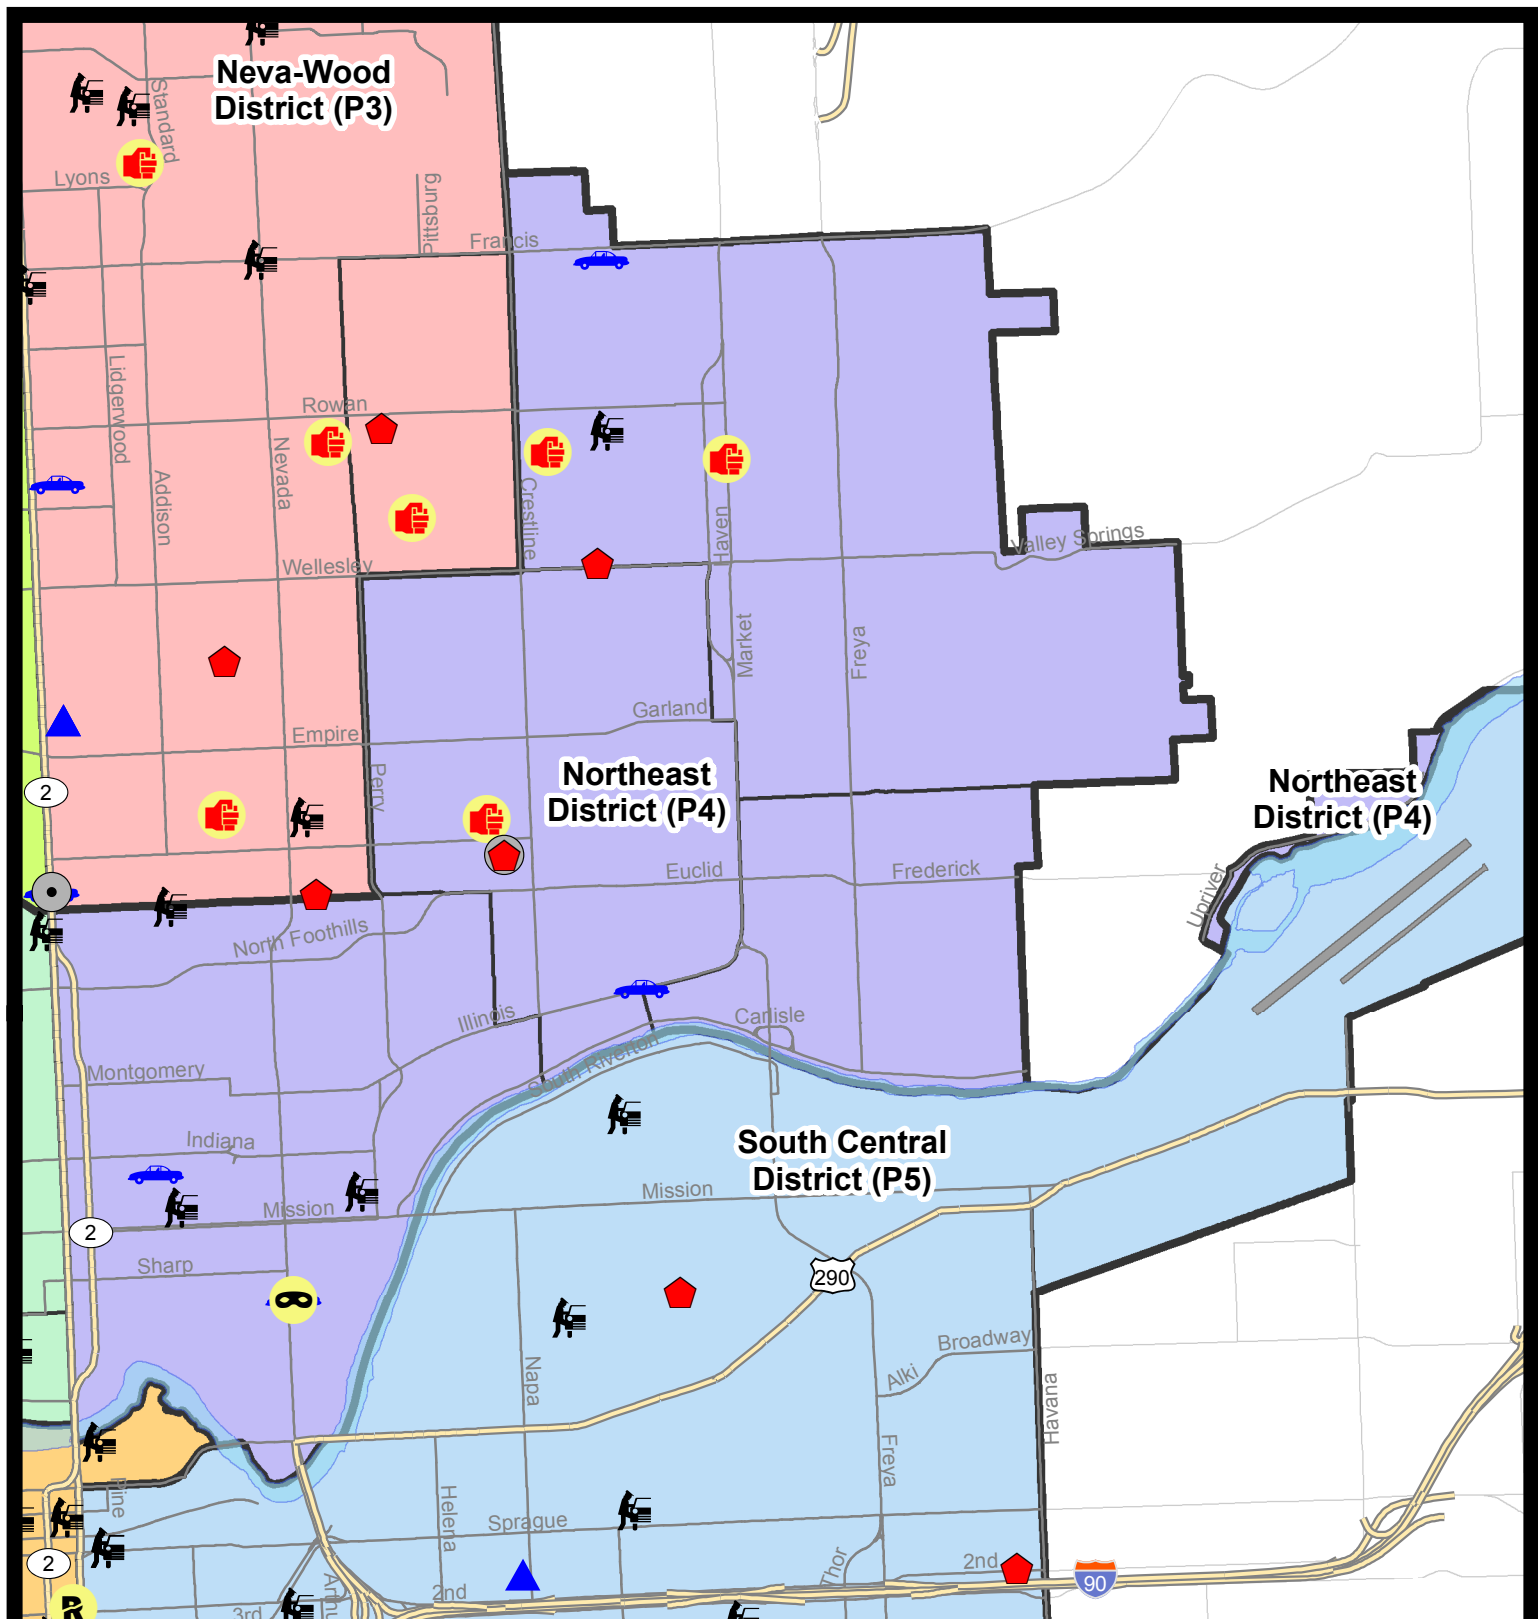 Neva-Wood
District (P3)
Standard
Lyons
Pittsburg
Francis
Lidgerwood
Rowan
Nevada
Addison
Crestline
Haven
Valley Springs
Wellesley
Market
Freya
Garland
Empire
Perry
Northeast
District (P4)
Northeast
District (P4)
2
Euclid
Frederick
Upriver
North Foothills
Illinois
Carlisle
South Riverton
Montgomery
Indiana
South Central
District (P5)
Mission
Mission
2
Sharp
290
Broadway
Alki
Napa
Havana
Freya
Pine
Helena
Sprague
2
Thor
2nd
90
2nd
3rd
R